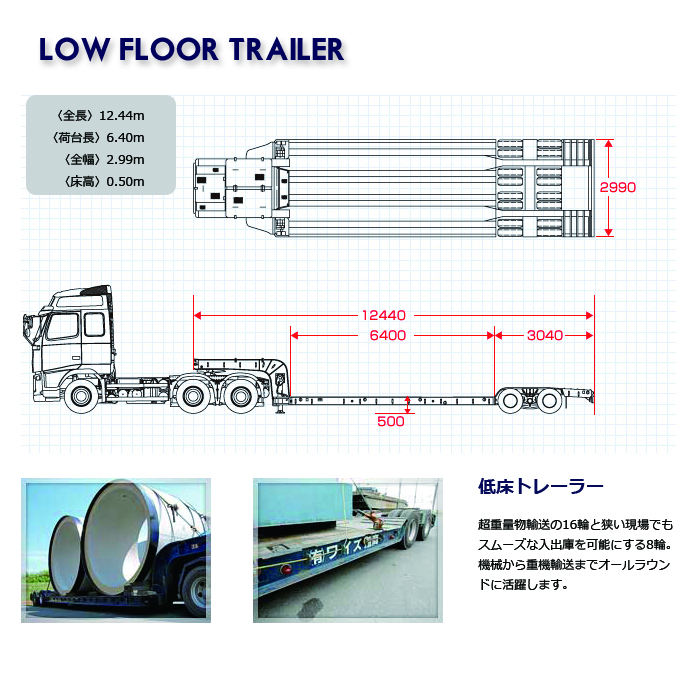 LOW FLOOR TRAILER
〈全長〉12.44m
〈荷台長〉6.40m
〈全幅〉2.99m
〈床高〉0.50m
2990
12440
6400
3040
500
有ワイズ
低床トレーラー
超重量物輸送の16輪と狭い現場でも
スムーズな入出庫を可能にする8輪。
機械から重機輸送までオールラウン
ドに活躍します。